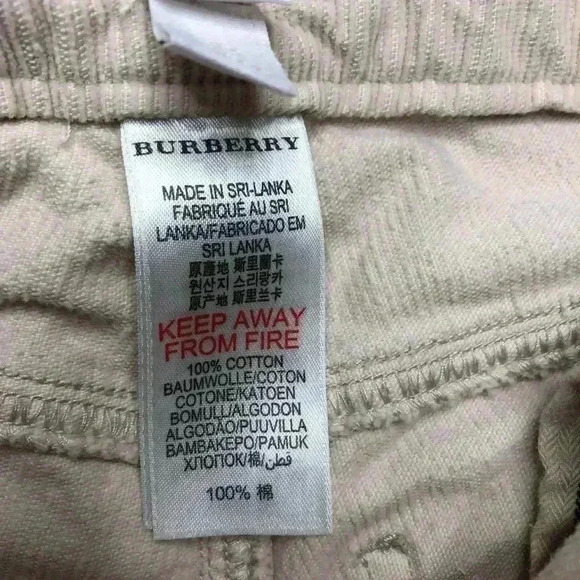 BURBERRY
MADE IN SRI-LANKA
FABRIQUÉ AU SRI
LANKA/FABRICADO EM
SRI LANKA
原產地 斯里蘭卡
원산지 스리랑카
原产地 斯里兰卡
KEEP AWAY
FROM FIRE
100% COTTON
BAUMWOLLE/COTON
COTONE/KATOEN
BOMULL/ALGODON
ALGODÃO/PUUVILLA
BAMBAKEPO/PAMUK
ХЛОПОК/棉/قطن
100% 棉